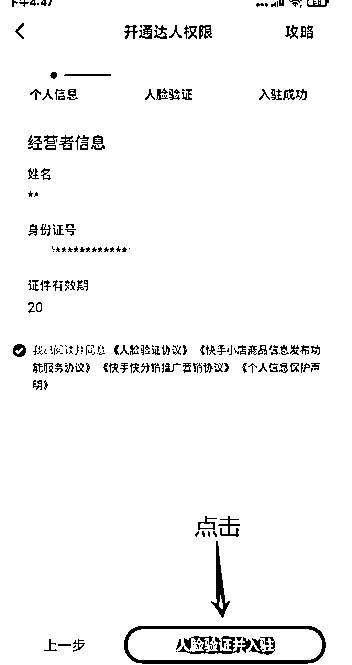 下午4:47
开通达人权限 攻略
个人信息 人脸验证 入驻成功
经营者信息
姓名
**
身份证号
************
证件有效期
20
我已阅读并同意 《人脸验证协议》 《快手小店商品信息发布功
能服务协议》 《快手快分销推广营销协议》 《个人信息保护声
明》
点击
上一步 人脸验证并入驻